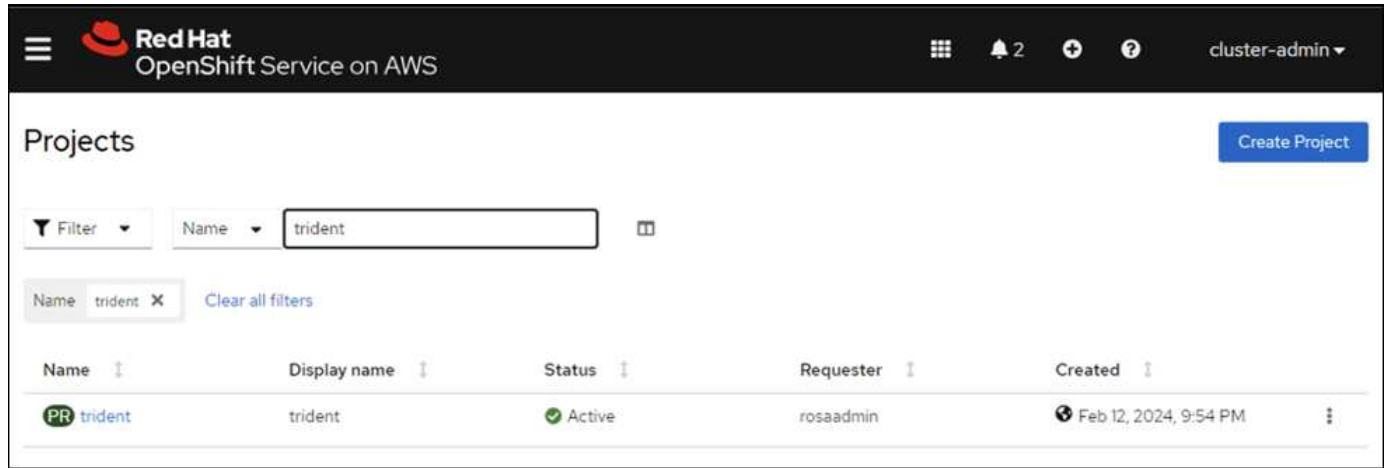 Red Hat
OpenShift Service on AWS
2
cluster-admin
Projects
Create Project
Filter
Name
trident
Name trident
Clear all filters
Name Display name Status Requester Created
PR trident trident Active rosaadmin Feb 12, 2024, 9:54 PM